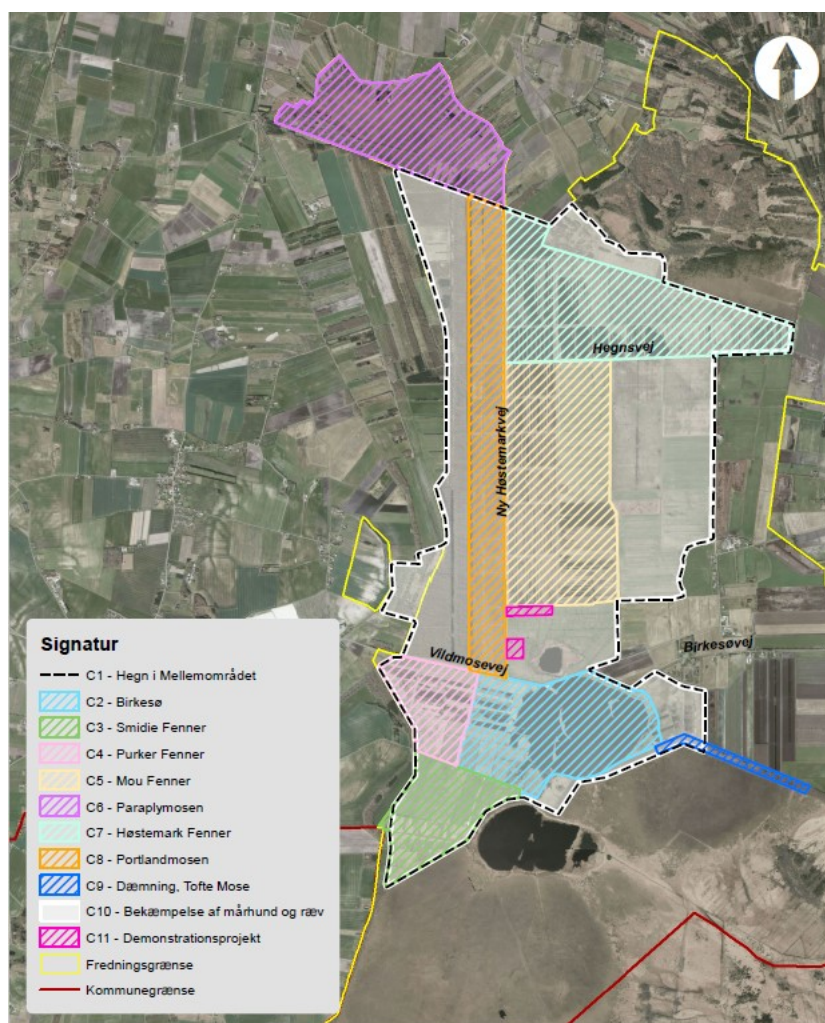 Hegnsvej
Ny Høstemarkvej
Vildmosevej
Birkesøvej
Signatur
C1 - Hegn i Mellemområdet
C2 - Birkesø
C3 - Smidie Fenner
C4 - Purker Fenner
C5 - Mou Fenner
C6 - Paraplymosen
C7 - Høstemark Fenner
C8 - Portlandmosen
C9 - Dæmning, Tofte Mose
C10 - Bekæmpelse af mårhund og ræv
C11 - Demonstrationsprojekt
Fredningsgrænse
Kommunegrænse